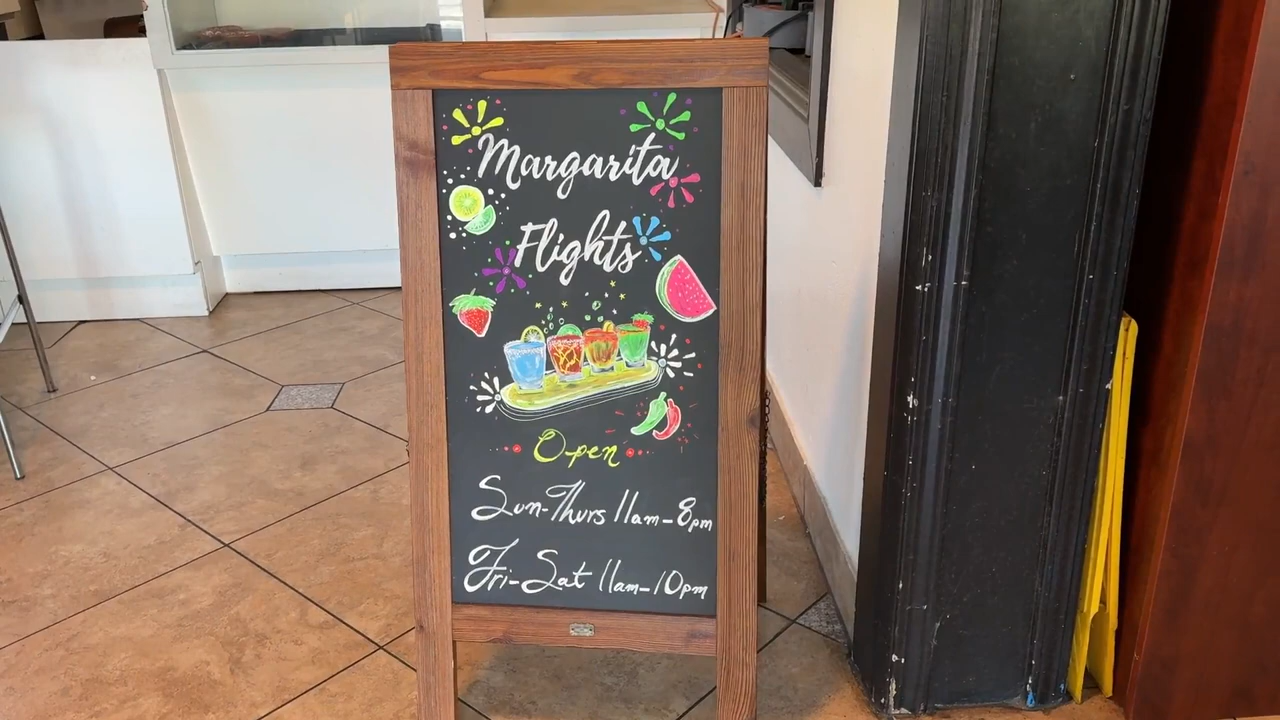 Margarita
Flights
Open
Sun-Thurs 11am-8pm
Fri-Sat 11am-10pm